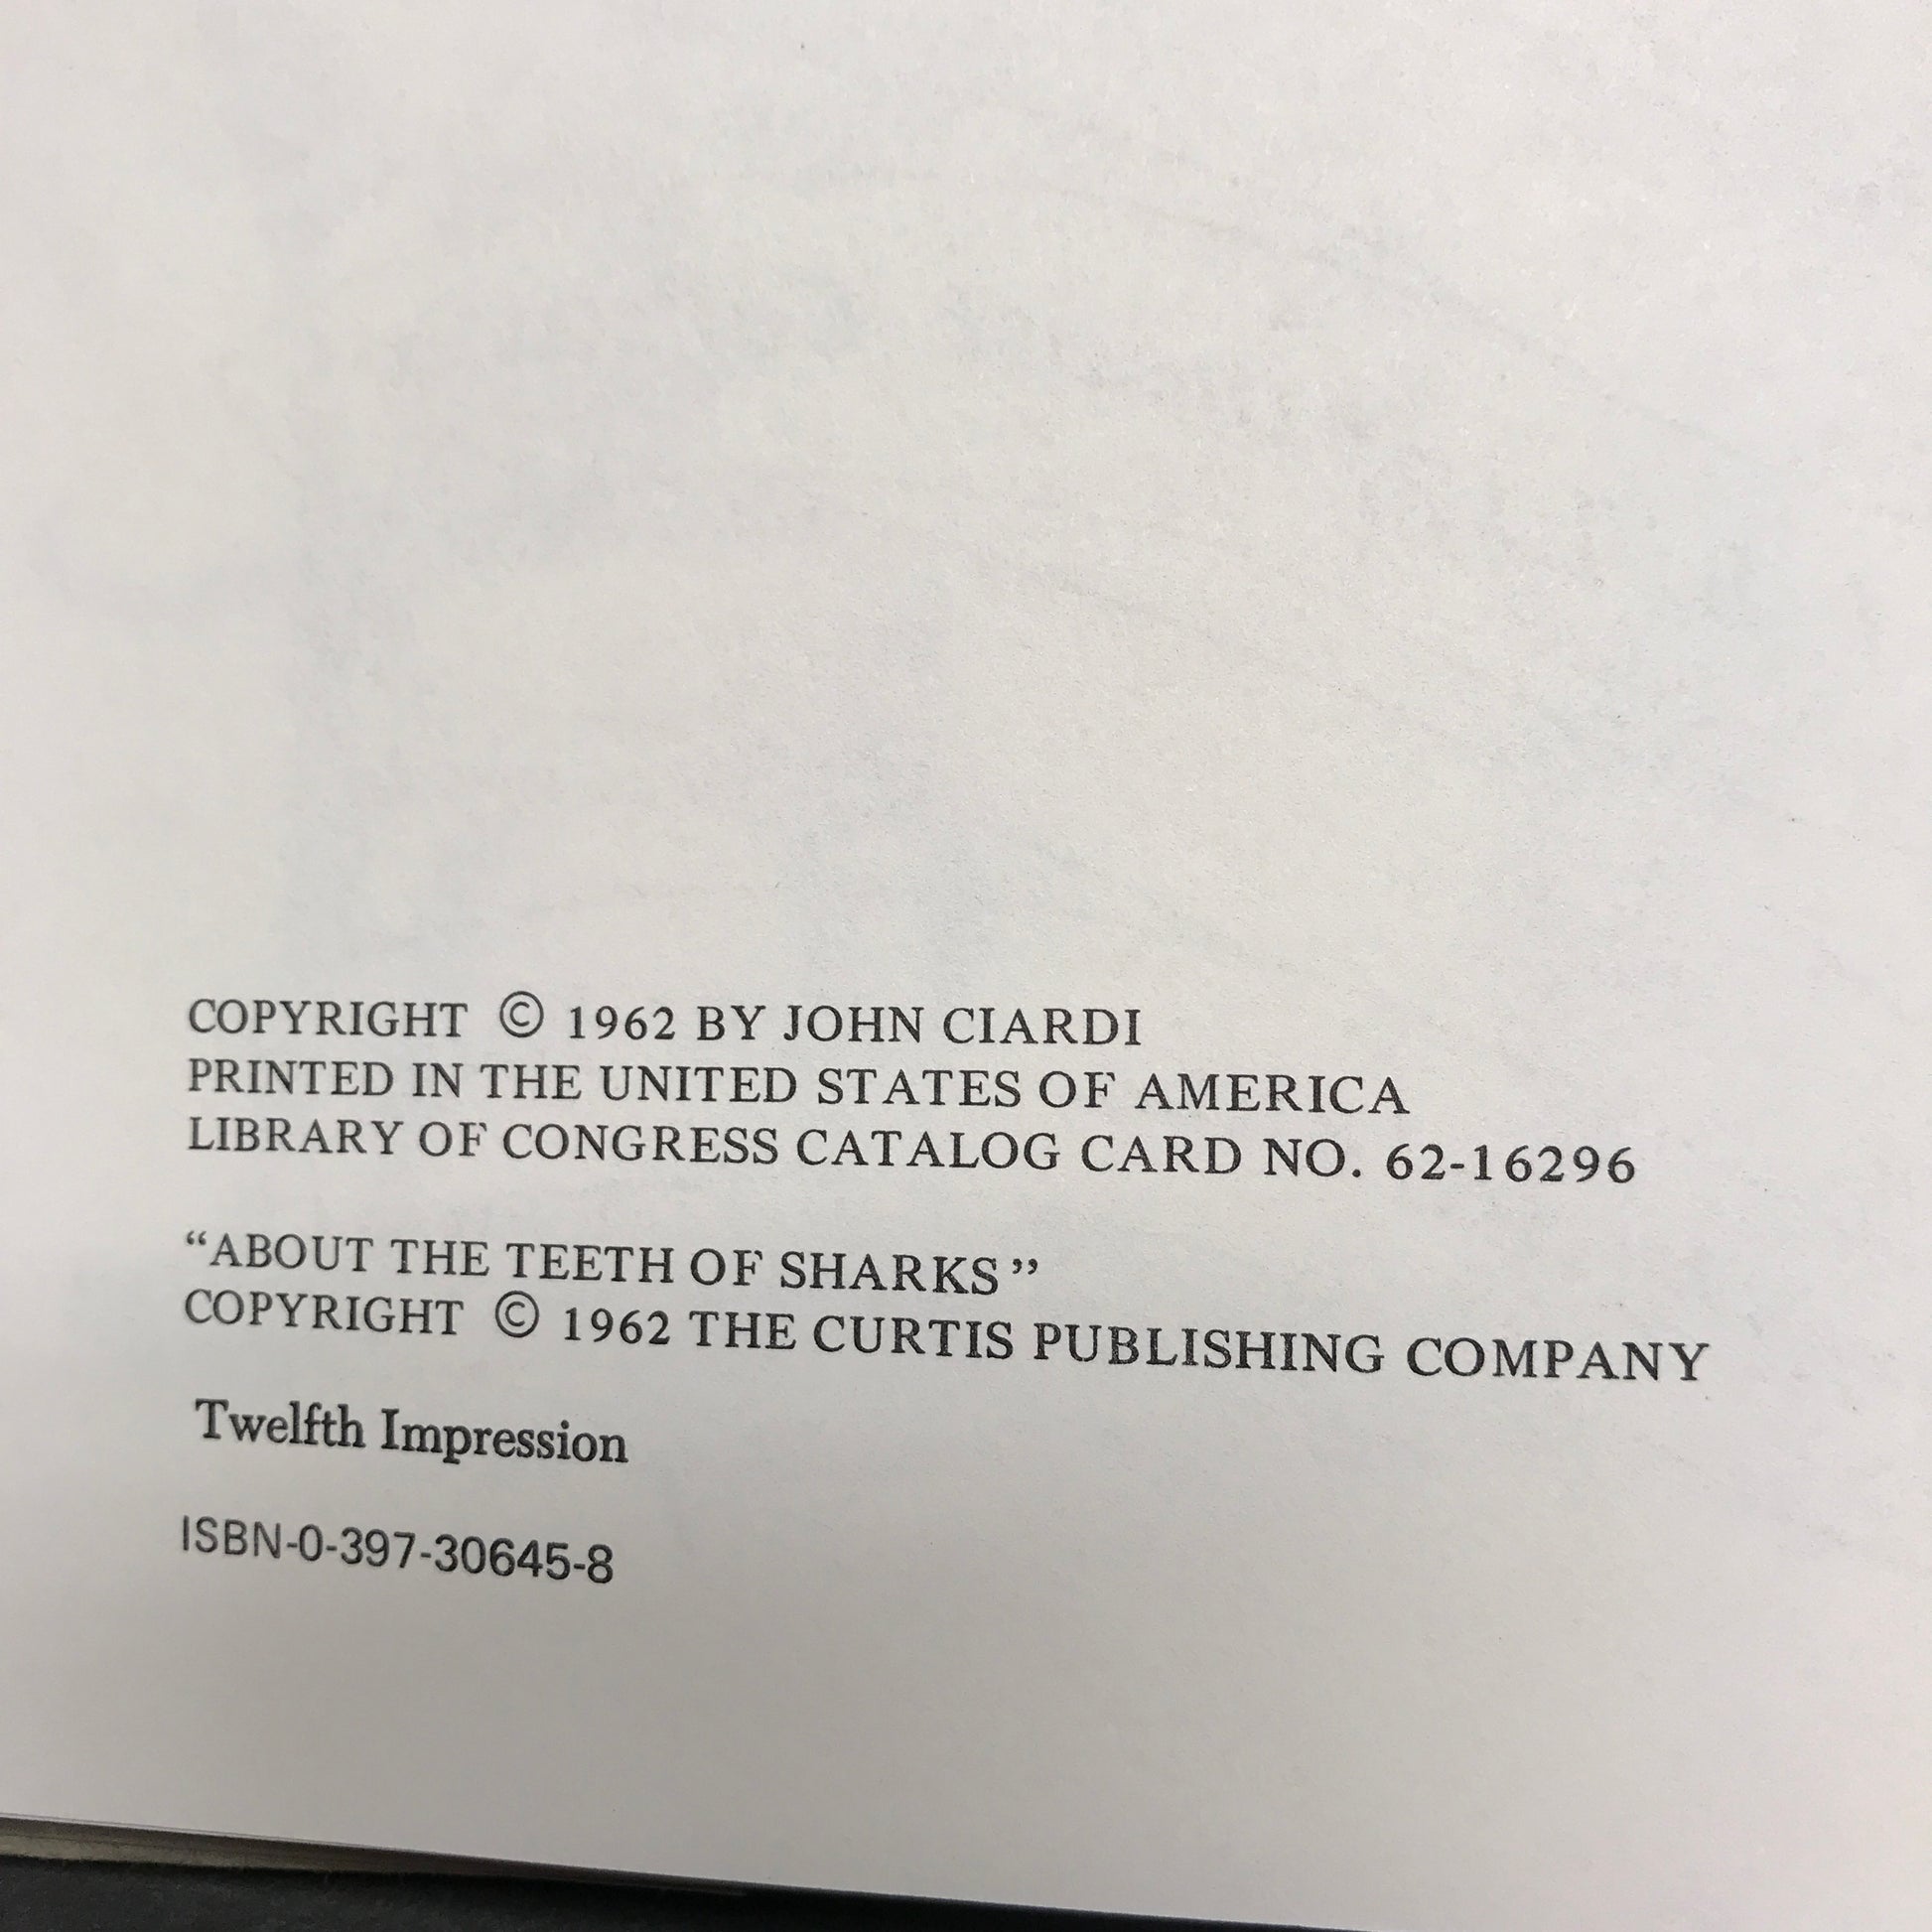 COPYRIGHT © 1962 BY JOHN CIARDI
PRINTED IN THE UNITED STATES OF AMERICA
LIBRARY OF CONGRESS CATALOG CARD NO. 62-16296
“ABOUT THE TEETH OF SHARKS”
COPYRIGHT © 1962 THE CURTIS PUBLISHING COMPANY
Twelfth Impression
ISBN-0-397-30645-8